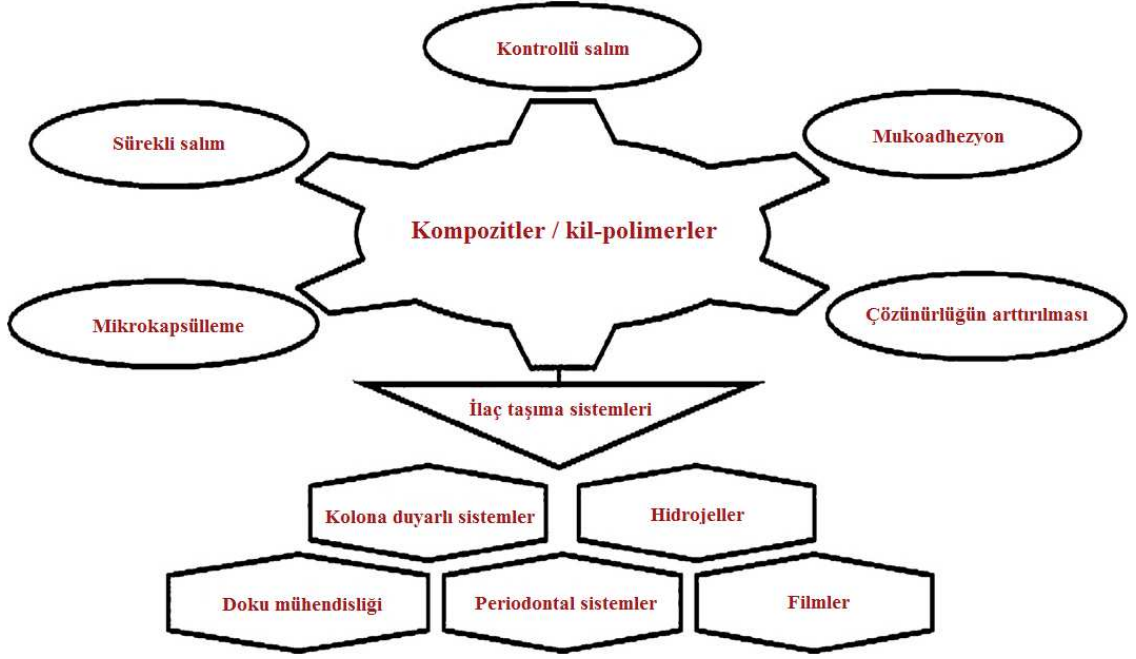 Kontrollü salım
Sürekli salım
Mukoadhezyon
Kompozitler / kil-polimerler
Mikrokapsülleme
Çözünürlüğün arttırılması
İlaç taşıma sistemleri
Kolona duyarlı sistemler
Hidrojeller
Doku mühendisliği
Periodontal sistemler
Filmler